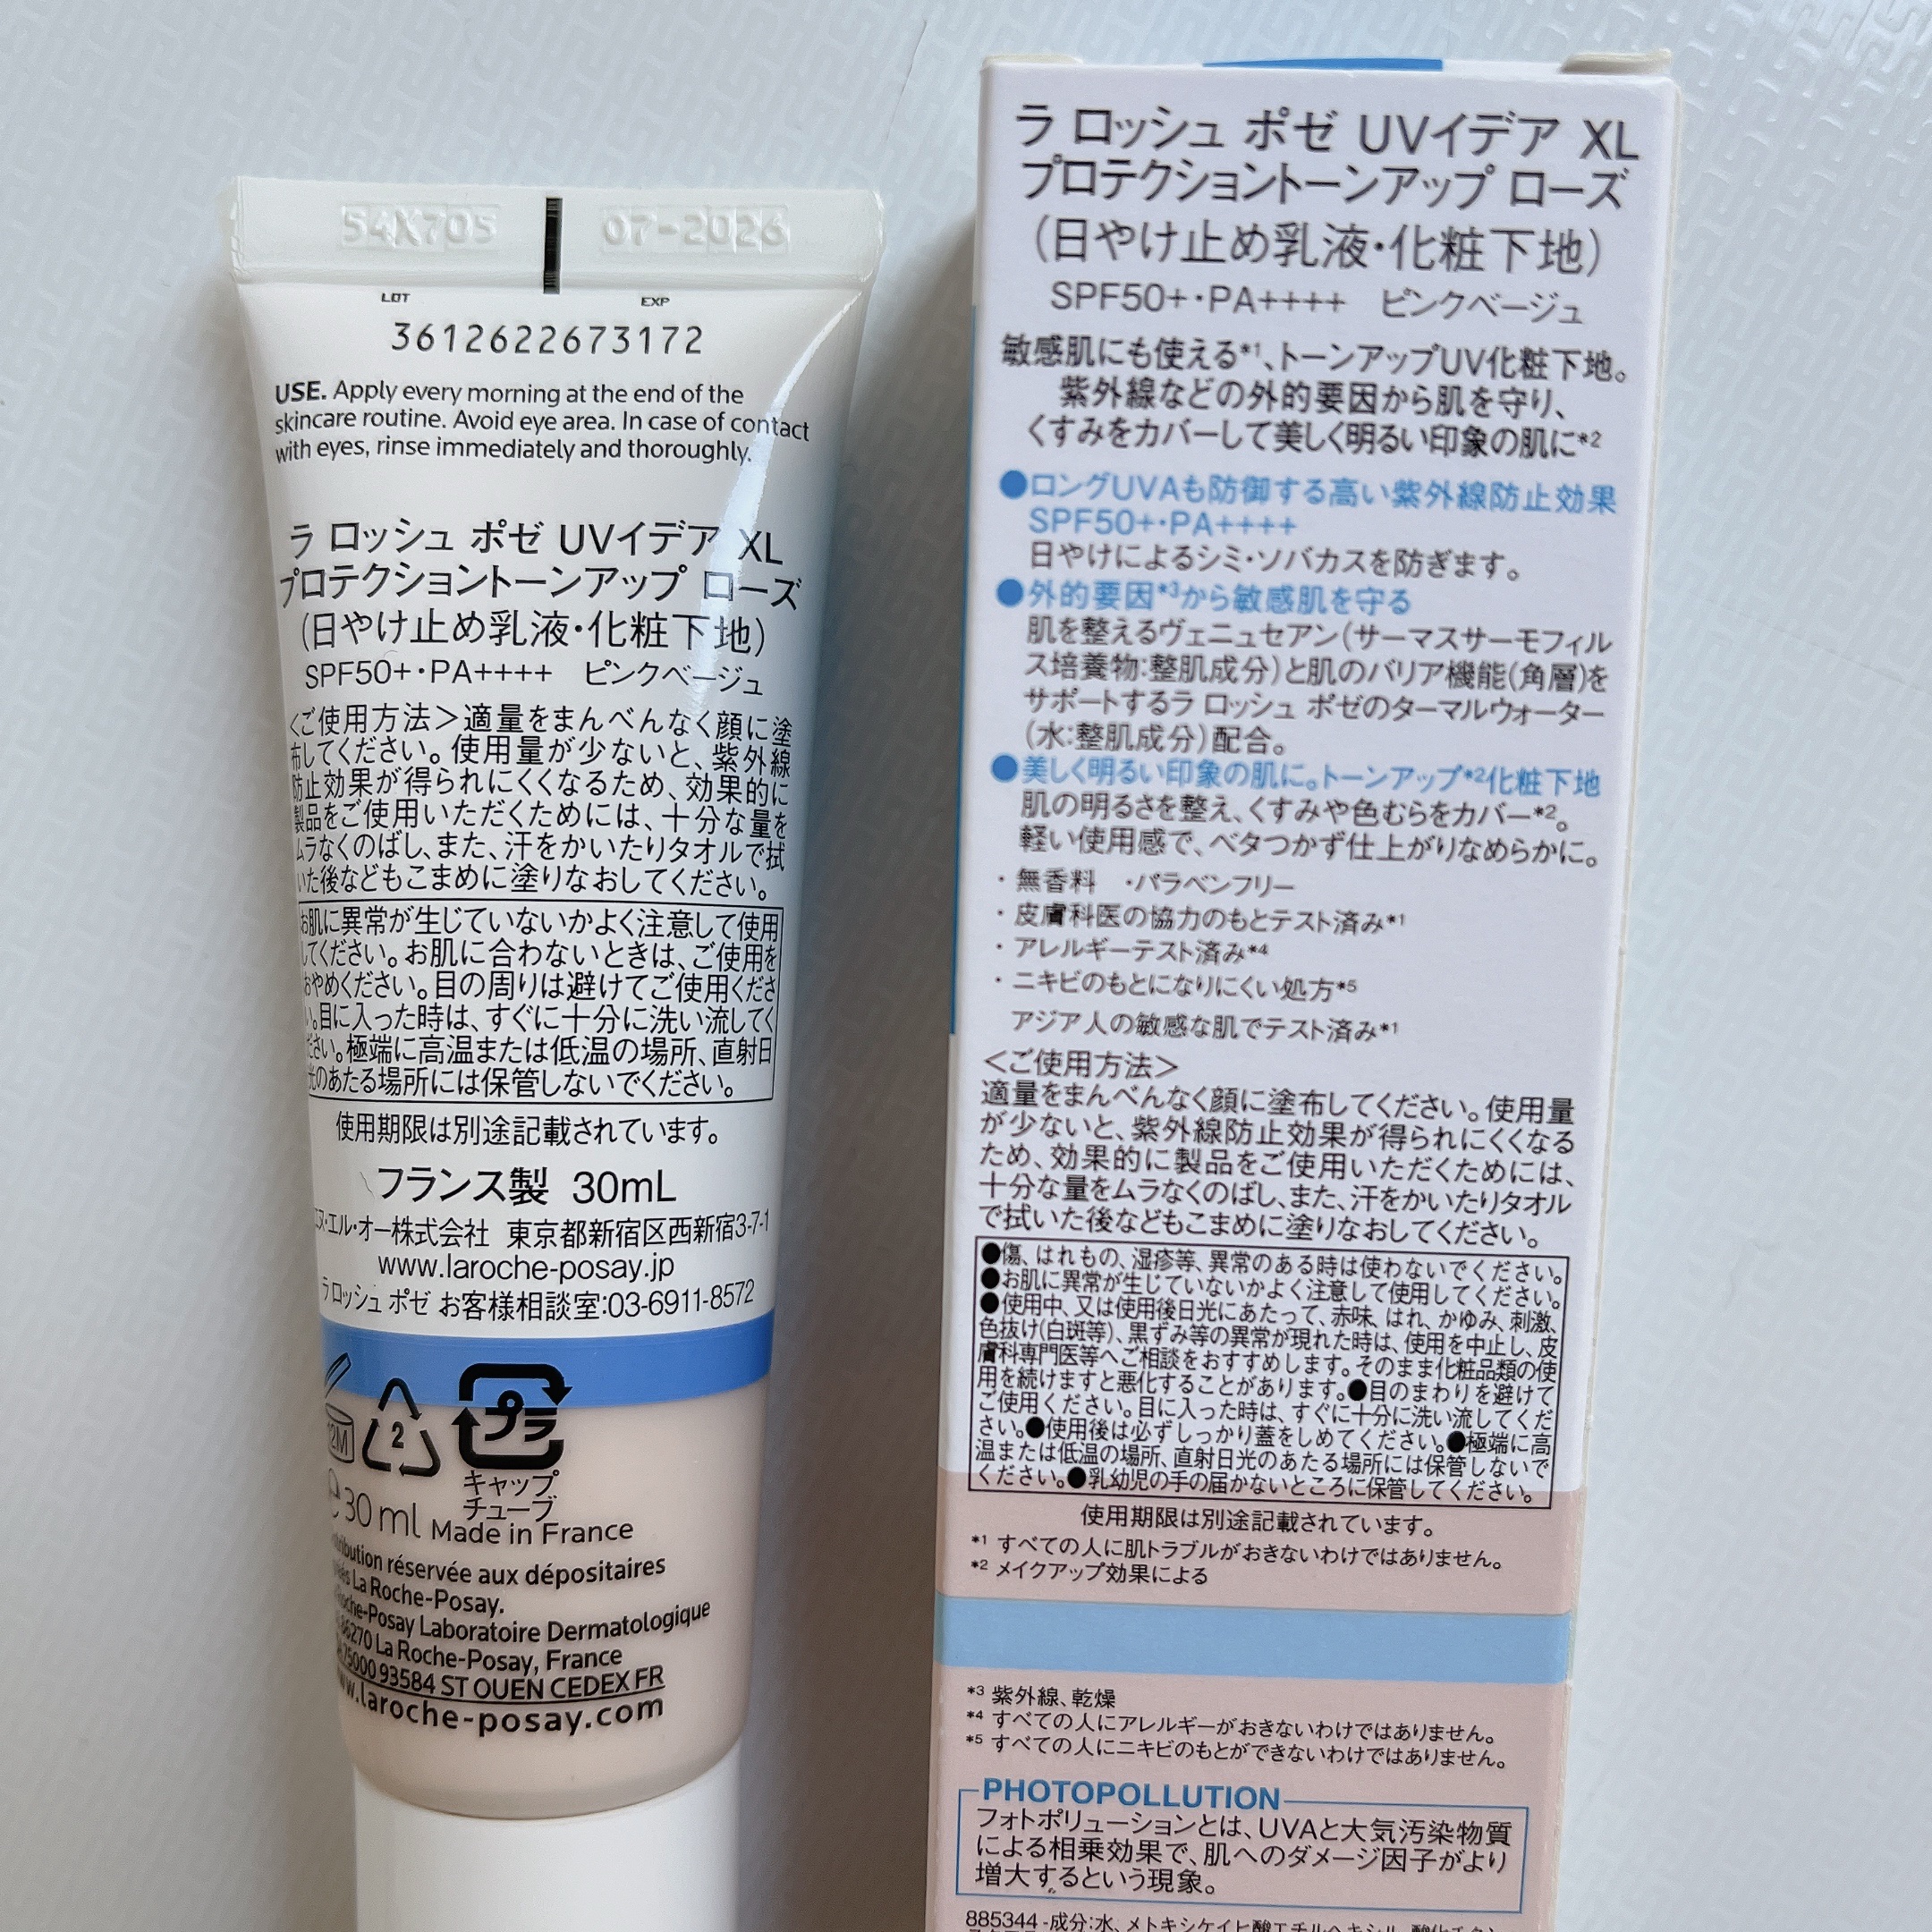 54X705 07-2026
LOT EXP
3612622673172
USE. Apply every morning at the end of the
skincare routine. Avoid eye area. In case of contact
with eyes, rinse immediately and thoroughly.
ラ ロッシュ ポゼ UVイデア XL
プロテクショントーンアップ ローズ
(日やけ止め乳液・化粧下地)
SPF50+・PA++++ ピンクベージュ
<ご使用方法>適量をまんべんなく顔に塗
布してください。使用量が少ないと、紫外線
防止効果が得られにくくなるため、効果的に
製品をご使用いただくためには、十分な量を
ムラなくのばし、また、汗をかいたりタオルで拭
いた後などもこまめに塗りなおしてください。
お肌に異常が生じていないかよく注意して使用
してください。お肌に合わないときは、ご使用を
おやめください。目の周りは避けてご使用くださ
い。目に入った時は、すぐに十分に洗い流してく
ださい。極端に高温または低温の場所、直射日
光のあたる場所には保管しないでください。
使用期限は別途記載されています。
フランス製 30mL
エヌ・エル・オー株式会社 東京都新宿区西新宿3-7-1
www.laroche-posay.jp
ラ ロッシュ ポゼ お客様相談室:03-6911-8572
12M 2 プラ
キャップ
チューブ
℮ 30 ml Made in France
réservée aux dépositaires
La Roche-Posay.
Roche-Posay Laboratoire Dermatologique
86270 La Roche-Posay, France
75000 93584 ST OUEN CEDEX FR
www.laroche-posay.com
ラ ロッシュ ポゼ UVイデア XL
プロテクショントーンアップ ローズ
(日やけ止め乳液・化粧下地)
SPF50+・PA++++ ピンクベージュ
敏感肌にも使える*1、トーンアップUV化粧下地。
紫外線などの外的要因から肌を守り、
くすみをカバーして美しく明るい印象の肌に*2
●ロングUVAも防御する高い紫外線防止効果
SPF50+・PA++++
日やけによるシミ・ソバカスを防ぎます。
●外的要因*3から敏感肌を守る
肌を整えるヴェニュセアン(サーマスサーモフィル
ス培養物:整肌成分)と肌のバリア機能(角層)を
サポートするラ ロッシュ ポゼのターマルウォーター
(水:整肌成分)配合。
●美しく明るい印象の肌に。トーンアップ*2化粧下地
肌の明るさを整え、くすみや色むらをカバー*2。
軽い使用感で、ベタつかず仕上がりなめらかに。
・無香料 ・パラベンフリー
・皮膚科医の協力のもとテスト済み*1
・アレルギーテスト済み*4
・ニキビのもとになりにくい処方*5
アジア人の敏感な肌でテスト済み*1
<ご使用方法>
適量をまんべんなく顔に塗布してください。使用量
が少ないと、紫外線防止効果が得られにくくなる
ため、効果的に製品をご使用いただくためには、
十分な量をムラなくのばし、また、汗をかいたりタオル
で拭いた後などもこまめに塗りなおしてください。
●傷、はれもの、湿疹等、異常のある時は使わないでください。
●お肌に異常が生じていないかよく注意して使用してください。
●使用中、又は使用後日光にあたって、赤味、はれ、かゆみ、刺激、
色抜け(白斑等)、黒ずみ等の異常が現れた時は、使用を中止し、皮
膚科専門医等へご相談をおすすめします。そのまま化粧品類の使
用を続けますと悪化することがあります。●目のまわりを避けて
ご使用ください。目に入った時は、すぐに十分に洗い流してくだ
さい。●使用後は必ずしっかり蓋をしめてください。●極端に高
温または低温の場所、直射日光のあたる場所には保管しないで
ください。●乳幼児の手の届かないところに保管してください。
使用期限は別途記載されています。
*1 すべての人に肌トラブルがおきないわけではありません。
*2 メイクアップ効果による
*3 紫外線、乾燥
*4 すべての人にアレルギーがおきないわけではありません。
*5 すべての人にニキビのもとができないわけではありません。
PHOTOPOLLUTION
フォトポリューションとは、UVAと大気汚染物質
による相乗効果で、肌へのダメージ因子がより
増大するという現象。
885344 -成分:水、メトキシケイヒ酸エチルヘキシル、酸化チタン